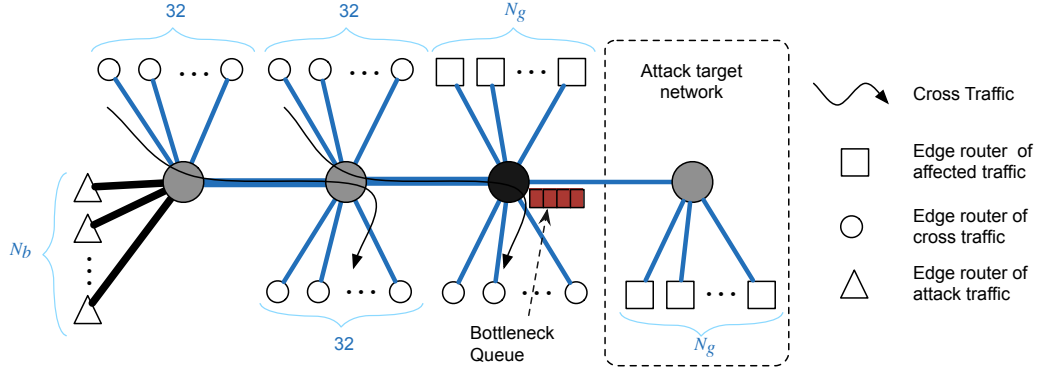 32
32
N_g
Attack target
network
Cross Traffic
Edge router of
affected traffic
N_b
Edge router of
cross traffic
Edge router of
attack traffic
32
Bottleneck
Queue
N_g